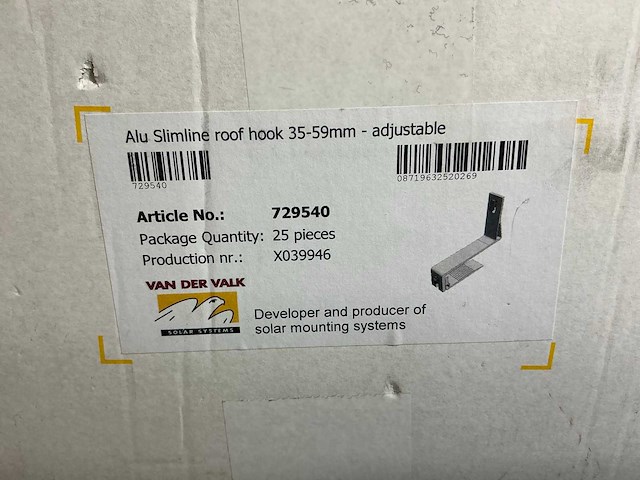 Alu Slimline roof hook 35-59mm - adjustable
729540
08719632520269
Article No.: 729540
Package Quantity: 25 pieces
Production nr.: X039946
VAN DER VALK
SOLAR SYSTEMS
Developer and producer of
solar mounting systems